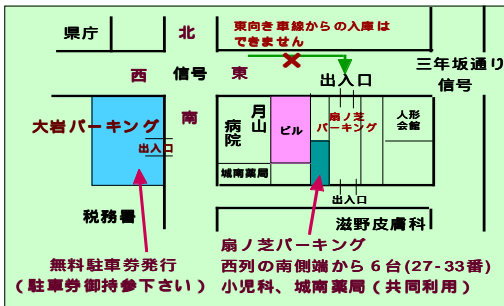 県庁
北
東向き車線からの入庫は
できません
西
信号
東
出入口
三年坂通り
信号
南
大岩パーキング
出入口
病院
月山
ビル
扇ノ芝
パーキング
人形
会館
城南薬局
出入口
税務署
滋野皮膚科
無料駐車券発行
(駐車券御持参下さい)
扇ノ芝パーキング
西列の南側端から6台(27-33番)
小児科、城南薬局(共同利用)